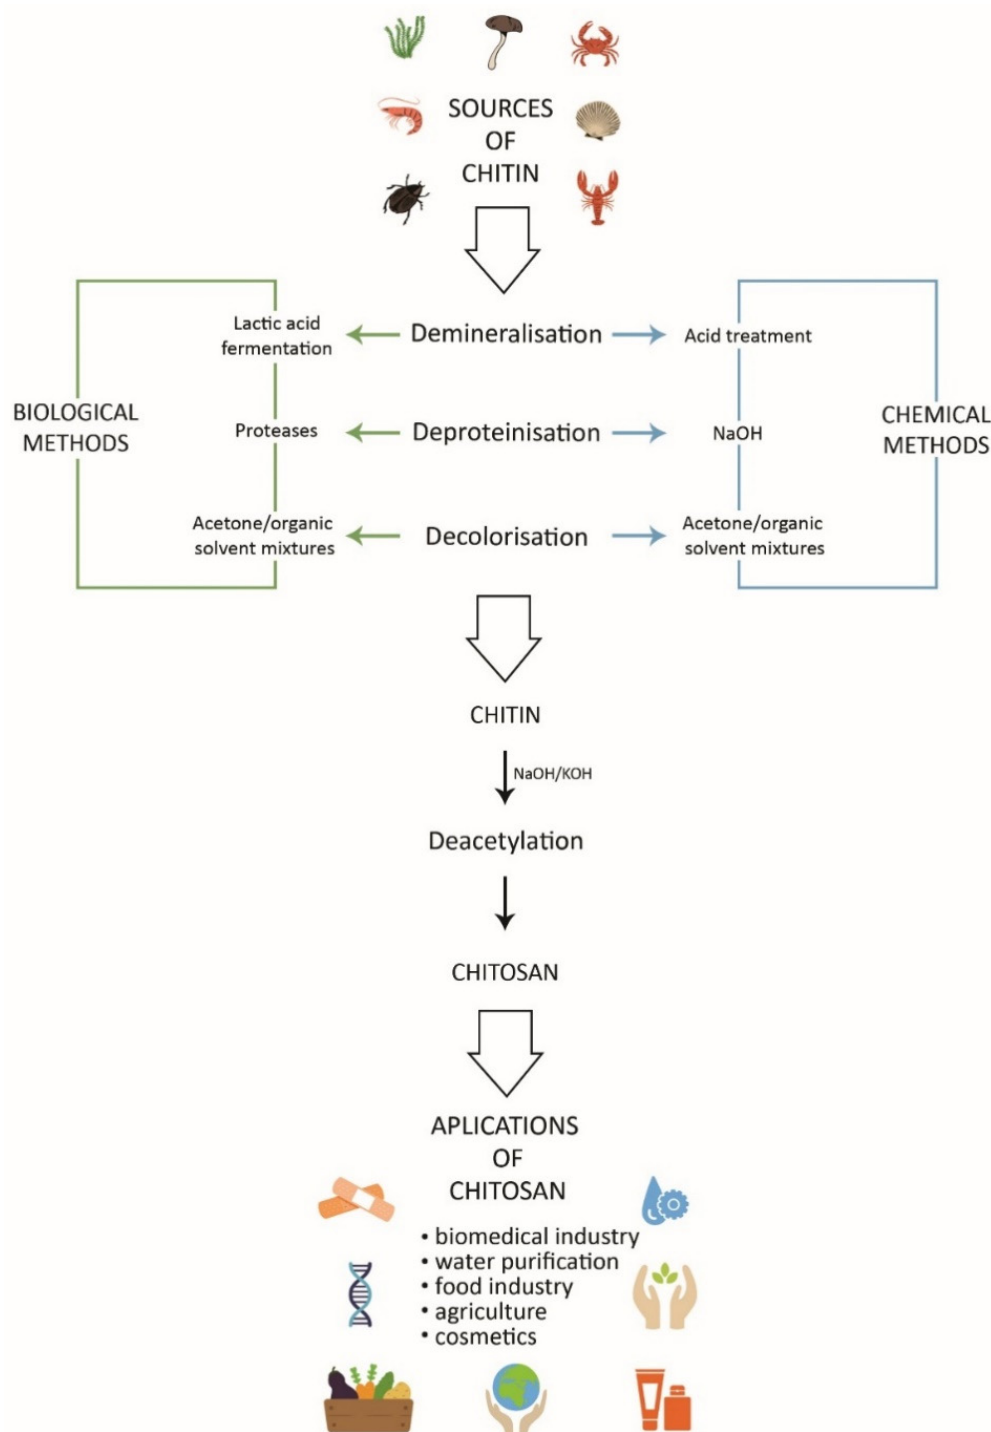 SOURCES
OF
CHITIN
Lactic acid
fermentation
Demineralisation
Acid treatment
BIOLOGICAL
METHODS
Proteases
Deproteinisation
NaOH
CHEMICAL
METHODS
Acetone/organic
solvent mixtures
Decolorisation
Acetone/organic
solvent mixtures
CHITIN
NaOH/KOH
Deacetylation
CHITOSAN
APLICATIONS
OF
CHITOSAN
• biomedical industry
• water purification
• food industry
• agriculture
• cosmetics